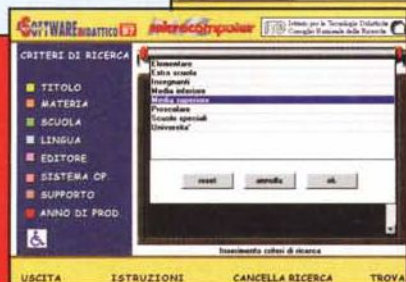 SOFTWARE DIDATTICO 97
microcomputer
Istituto per le Tecnologie Didattiche
Consiglio Nazionale delle Ricerche
CRITERI DI RICERCA
TITOLO
MATERIA
SCUOLA
LINGUA
EDITORE
SISTEMA OP.
SUPPORTO
ANNO DI PROD.
Elementare
Extra scuola
Insegnanti
Media inferiore
Media superiore
Prescolare
Scuole speciali
Universita'
reset
annulla
ok
Inserimento criteri di ricerca
USCITA
ISTRUZIONI
CANCELLA RICERCA
TROVA